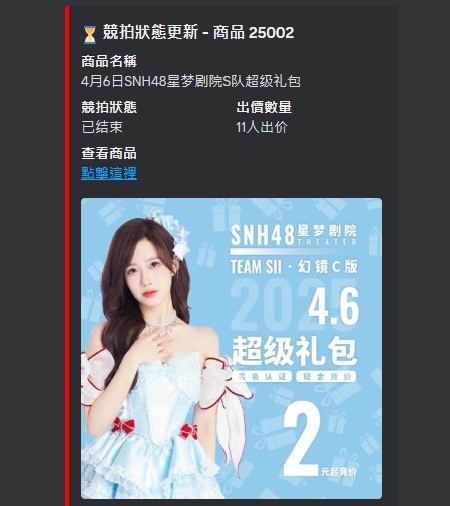 競拍狀態更新 - 商品 25002
商品名稱
4月6日SNH48星梦剧院S队超级礼包
競拍狀態
出價數量
已结束
11人出价
查看商品
點擊這裡
SNH48 星梦剧院
THEATER
TEAM SII · 幻镜C版
2025
4.6
超级礼包
实名认证 现金竞价
2元起竞价